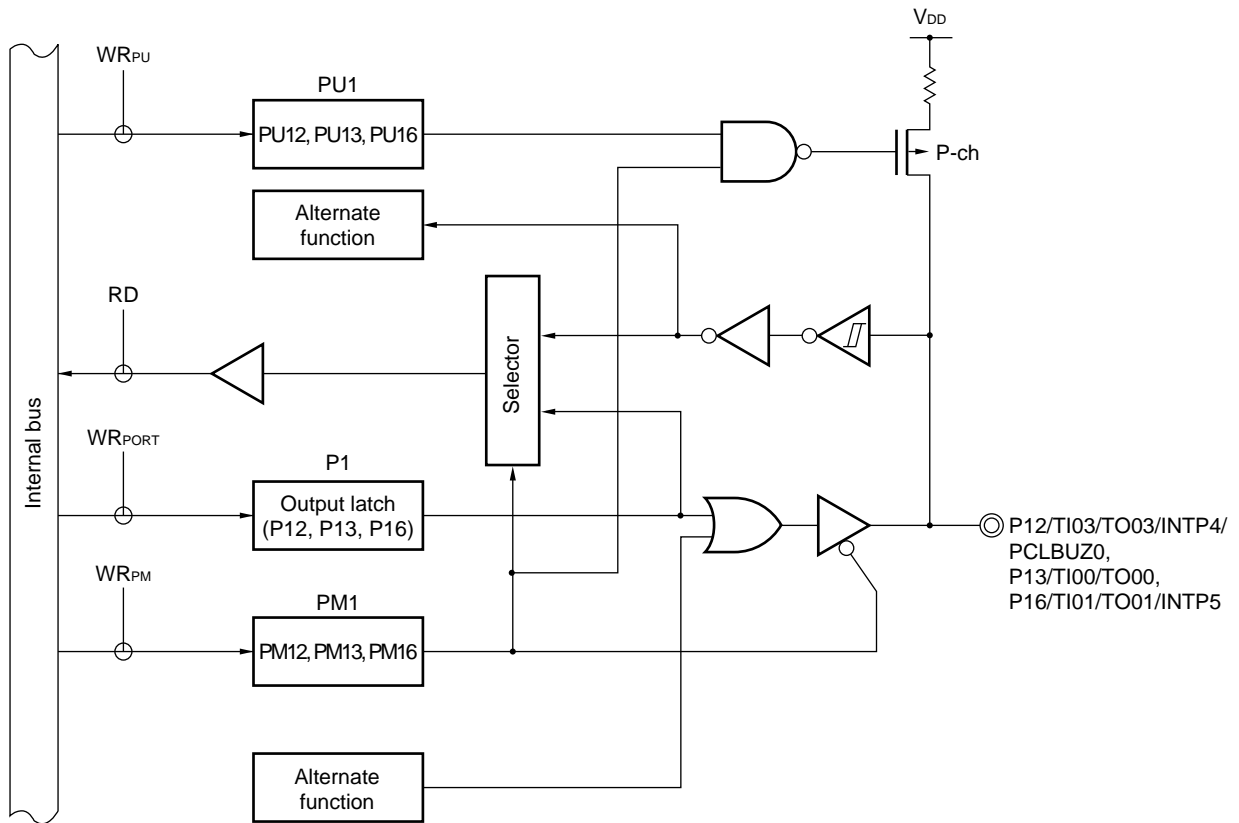 VDD
WRPU
PU1
PU12, PU13, PU16
P-ch
Alternate
function
RD
Selector
Internal bus
WRPORT
P1
Output latch
(P12, P13, P16)
P12/TI03/TO03/INTP4/
PCLBUZ0,
P13/TI00/TO00,
P16/TI01/TO01/INTP5
WRPM
PM1
PM12, PM13, PM16
Alternate
function